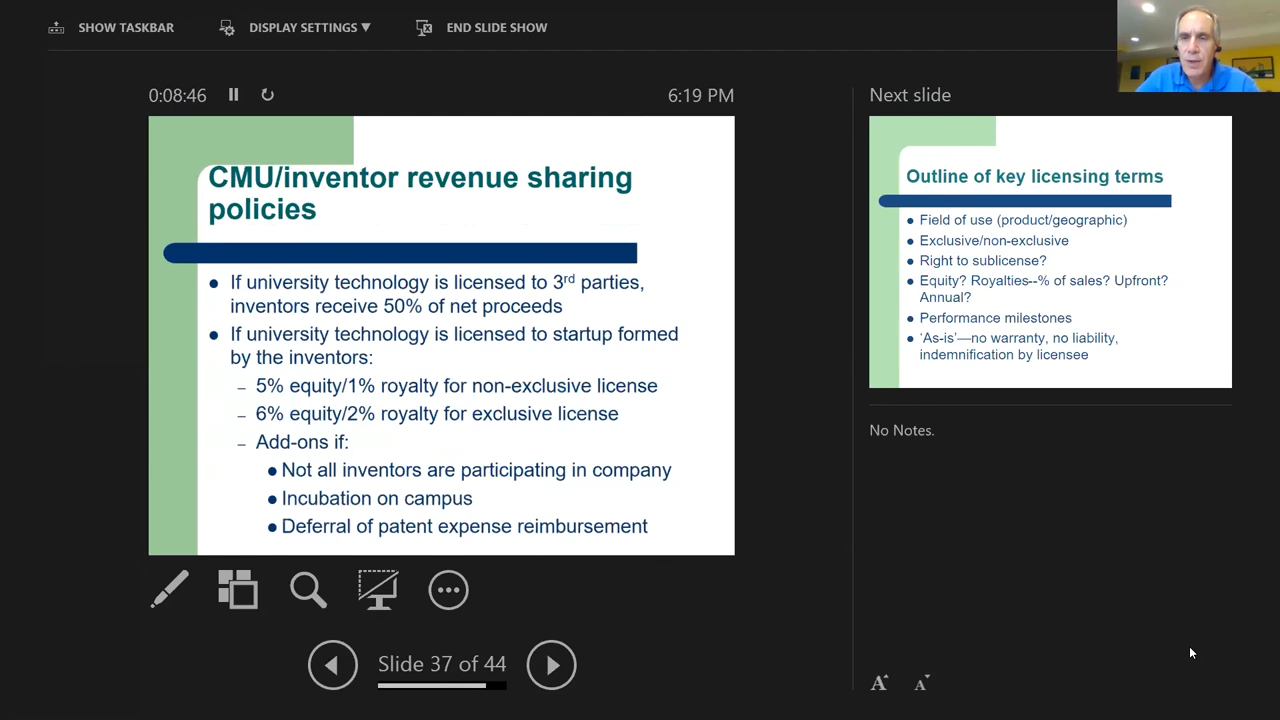 SHOW TASKBAR
DISPLAY SETTINGS ▼
END SLIDE SHOW
0:08:46
6:19 PM
CMU/inventor revenue sharing
policies
● If university technology is licensed to 3rd parties,
inventors receive 50% of net proceeds
● If university technology is licensed to startup formed
by the inventors:
– 5% equity/1% royalty for non-exclusive license
– 6% equity/2% royalty for exclusive license
– Add-ons if:
● Not all inventors are participating in company
● Incubation on campus
● Deferral of patent expense reimbursement
Slide 37 of 44
Next slide
Outline of key licensing terms
● Field of use (product/geographic)
● Exclusive/non-exclusive
● Right to sublicense?
● Equity? Royalties--% of sales? Upfront?
Annual?
● Performance milestones
● ‘As-is’—no warranty, no liability,
indemnification by licensee
No Notes.
A A